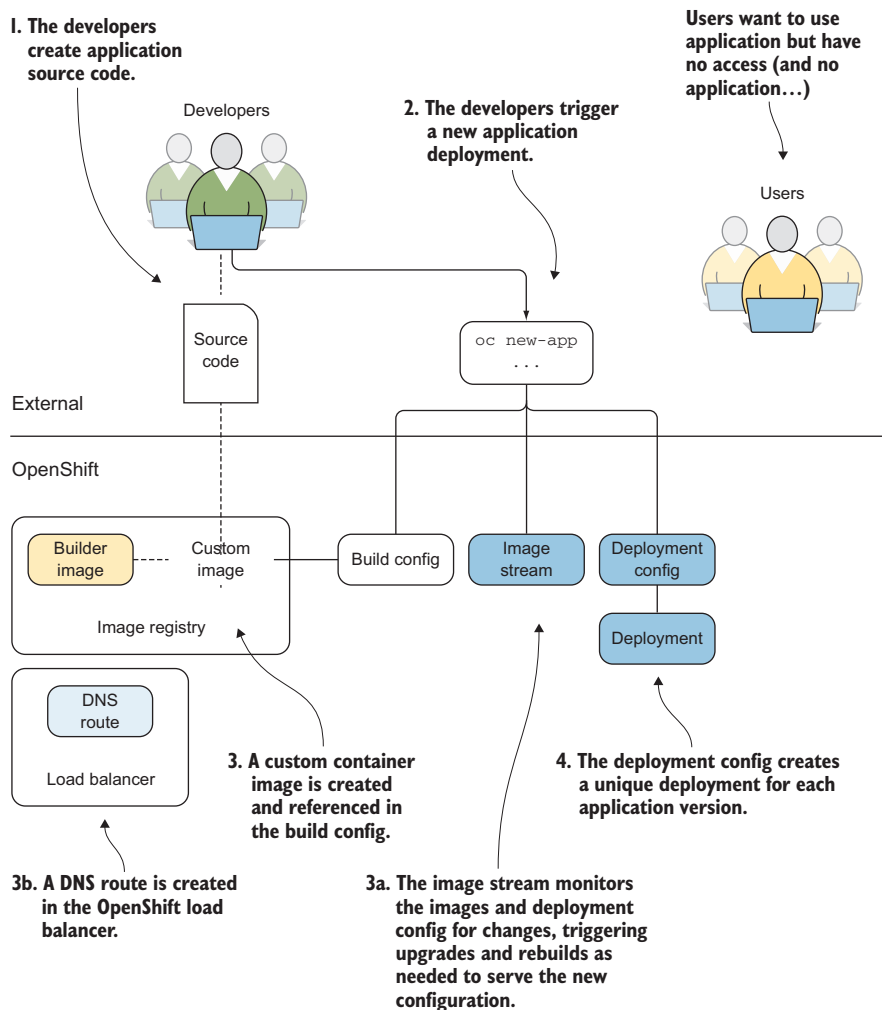 1. The developers
create application
source code.
Users want to use
application but have
no access (and no
application…)
Developers
2. The developers trigger
a new application
deployment.
Users
Source
code
oc new-app
...
External
OpenShift
Builder
image
Custom
image
Image registry
Build config
Image
stream
Deployment
config
Deployment
DNS
route
Load balancer
3. A custom container
image is created
and referenced in
the build config.
4. The deployment config creates
a unique deployment for each
application version.
3b. A DNS route is created
in the OpenShift load
balancer.
3a. The image stream monitors
the images and deployment
config for changes, triggering
upgrades and rebuilds as
needed to serve the new
configuration.